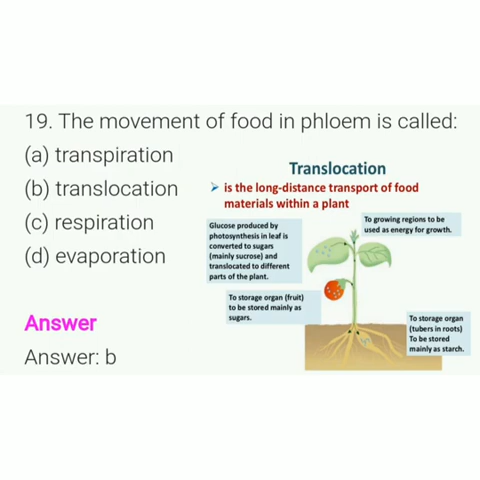 19. The movement of food in phloem is called:
(a) transpiration
(b) translocation
(c) respiration
(d) evaporation
Answer
Answer: b
Translocation
➢ is the long-distance transport of food
materials within a plant
Glucose produced by
photosynthesis in leaf is
converted to sugars
(mainly sucrose) and
translocated to different
parts of the plant.
To growing regions to be
used as energy for growth.
To storage organ (fruit)
to be stored mainly as
sugars.
To storage organ
(tubers in roots)
To be stored
mainly as starch.